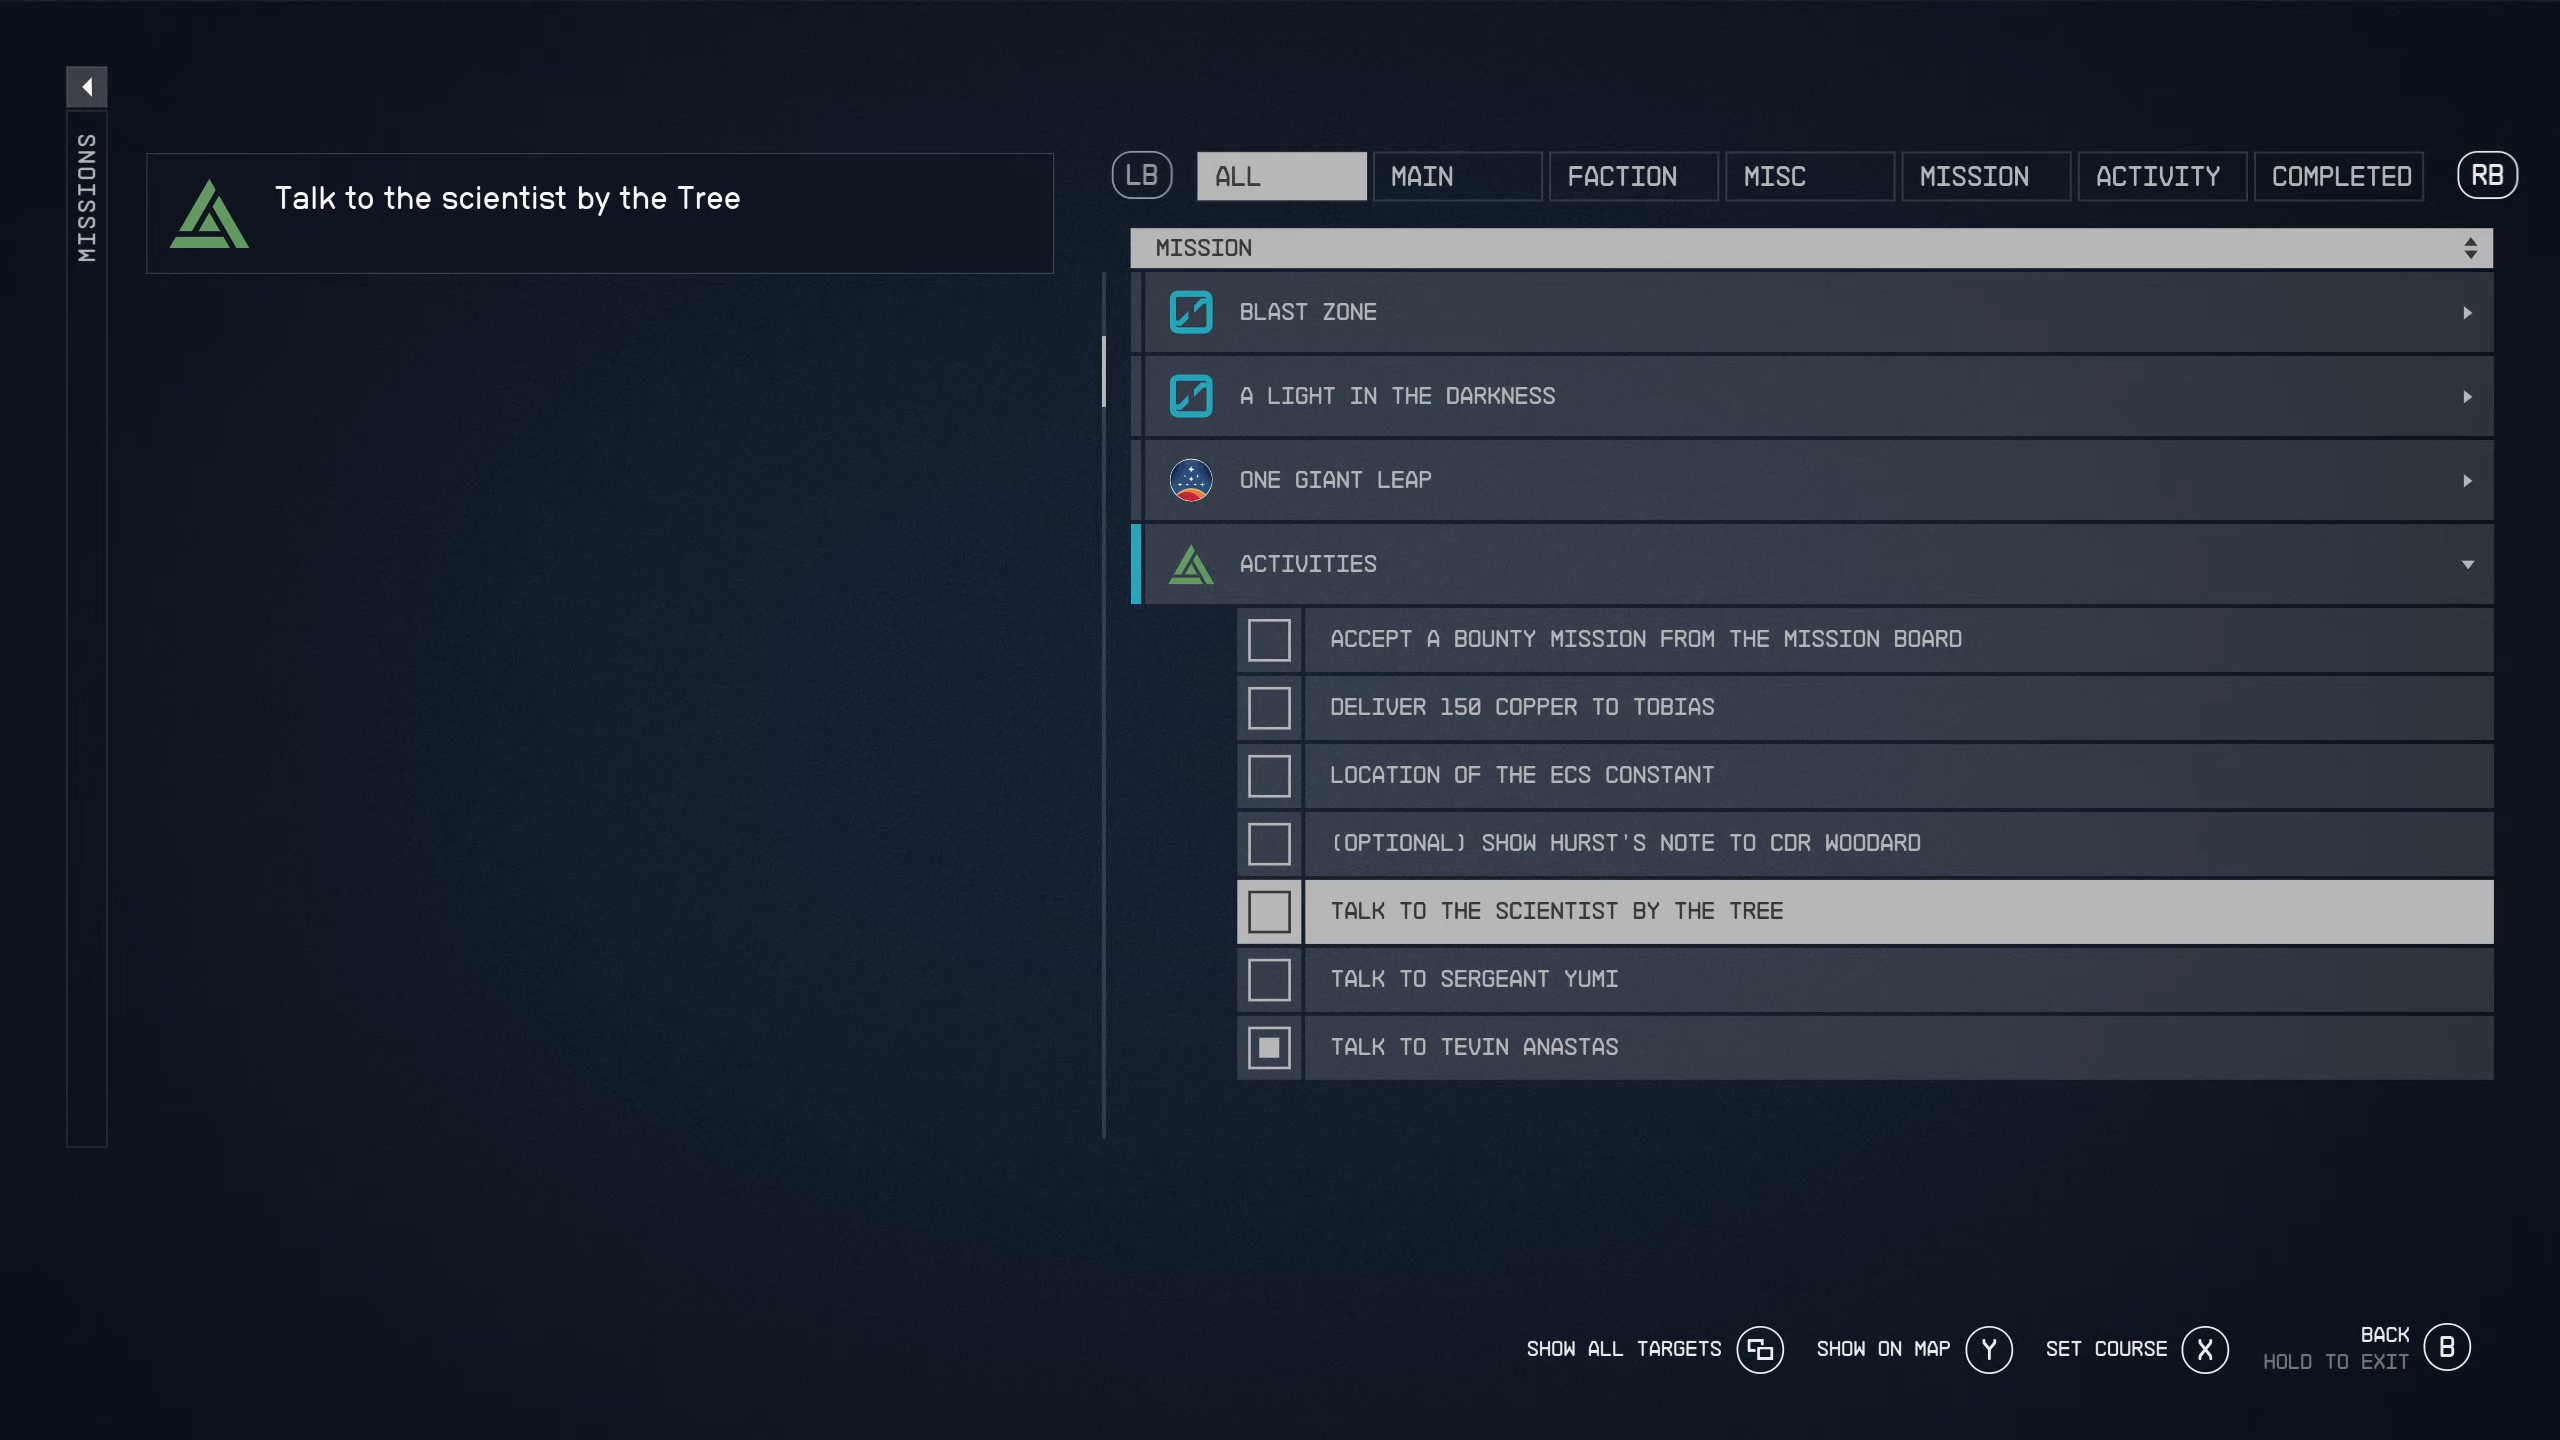 MISSIONS
Talk to the scientist by the Tree
LB
ALL
MAIN
FACTION
MISC
MISSION
ACTIVITY
COMPLETED
RB
MISSION
BLAST ZONE
A LIGHT IN THE DARKNESS
ONE GIANT LEAP
ACTIVITIES
ACCEPT A BOUNTY MISSION FROM THE MISSION BOARD
DELIVER 150 COPPER TO TOBIAS
LOCATION OF THE ECS CONSTANT
(OPTIONAL) SHOW HURST'S NOTE TO CDR WOODARD
TALK TO THE SCIENTIST BY THE TREE
TALK TO SERGEANT YUMI
TALK TO TEVIN ANASTAS
SHOW ALL TARGETS
SHOW ON MAP Y
SET COURSE X
BACK B
HOLD TO EXIT